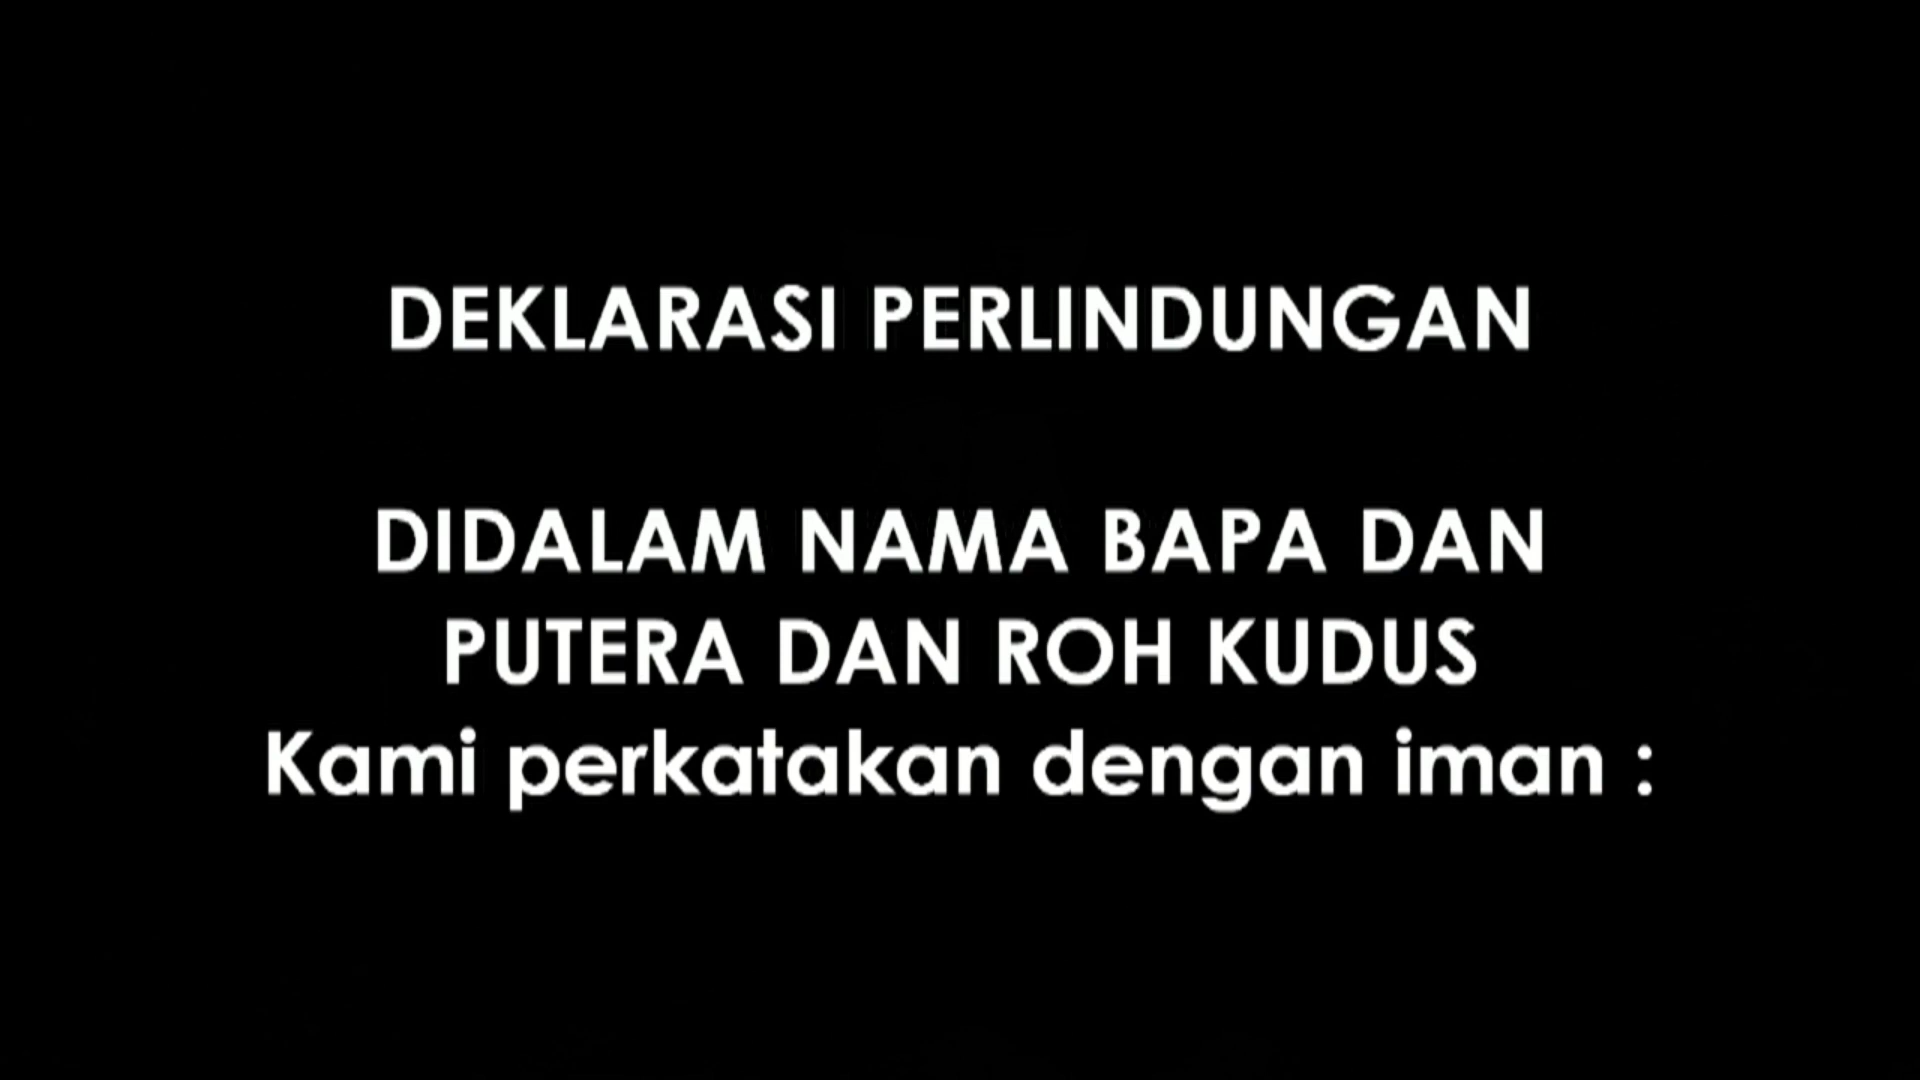 DEKLARASI PERLINDUNGAN
DIDALAM NAMA BAPA DAN
PUTERA DAN ROH KUDUS
Kami perkatakan dengan iman :